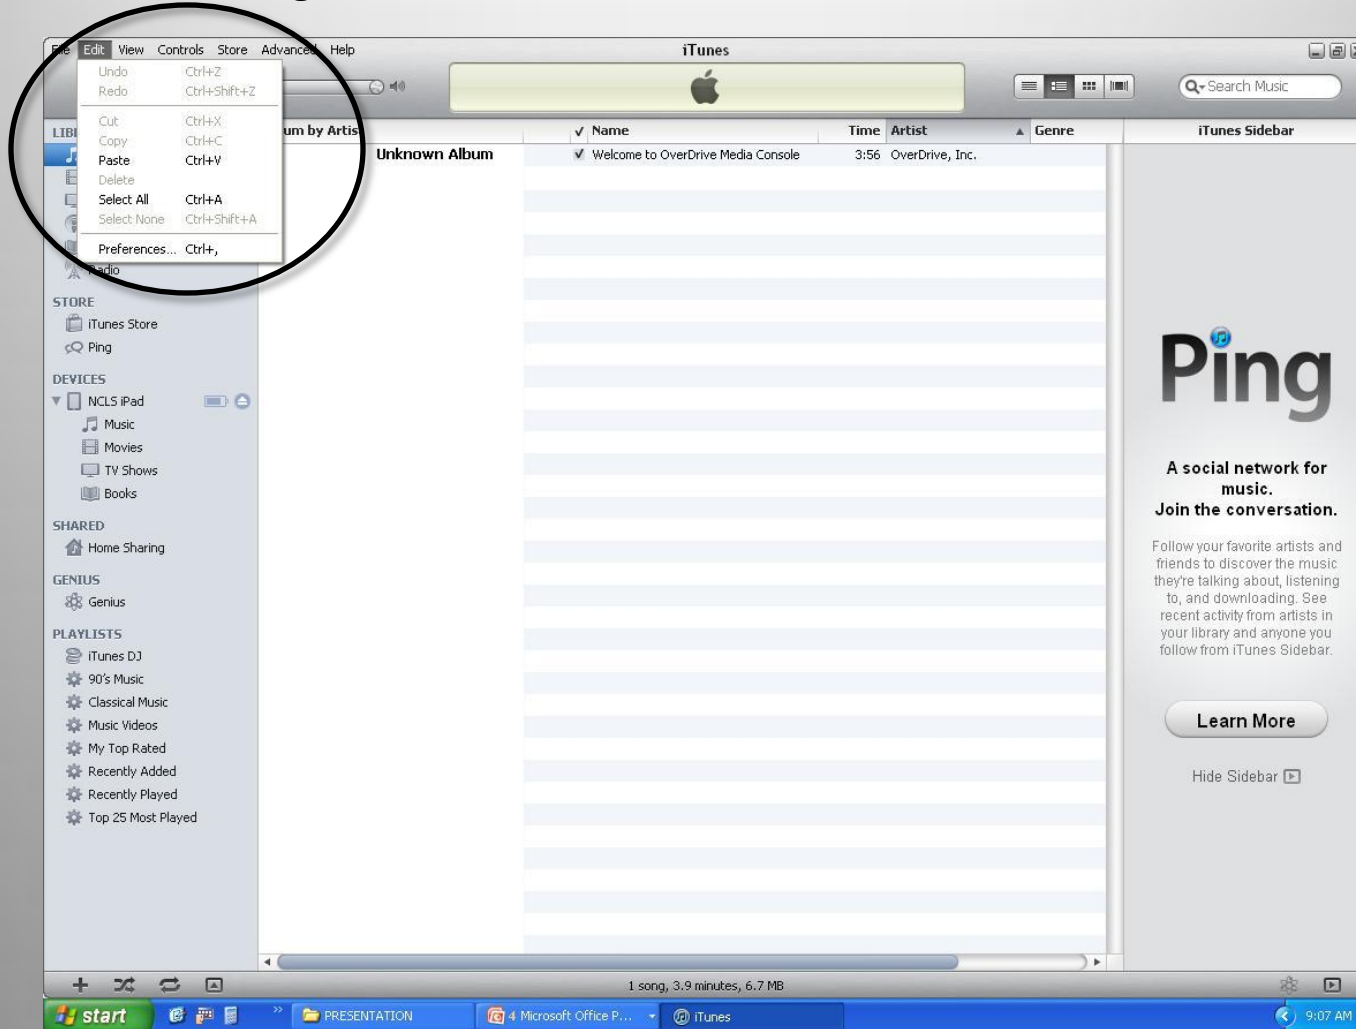 File Edit View Controls Store Advanced Help
iTunes
Undo Ctrl+Z
Redo Ctrl+Shift+Z
Cut Ctrl+X
Copy Ctrl+C
Paste Ctrl+V
Delete
Select All Ctrl+A
Select None Ctrl+Shift+A
Preferences... Ctrl+,
Search Music
LIB
um by Artis
Name Time Artist Genre
iTunes Sidebar
Unknown Album
Welcome to OverDrive Media Console 3:56 OverDrive, Inc.
Radio
STORE
iTunes Store
Ping
DEVICES
NCLS iPad
Music
Movies
TV Shows
Books
SHARED
Home Sharing
GENIUS
Genius
PLAYLISTS
iTunes DJ
90's Music
Classical Music
Music Videos
My Top Rated
Recently Added
Recently Played
Top 25 Most Played
Ping
A social network for
music.
Join the conversation.
Follow your favorite artists and
friends to discover the music
they're talking about, listening
to, and downloading. See
recent activity from artists in
your library and anyone you
follow from iTunes Sidebar.
Learn More
Hide Sidebar
1 song, 3.9 minutes, 6.7 MB
start
PRESENTATION
4 Microsoft Office P...
iTunes
9:07 AM